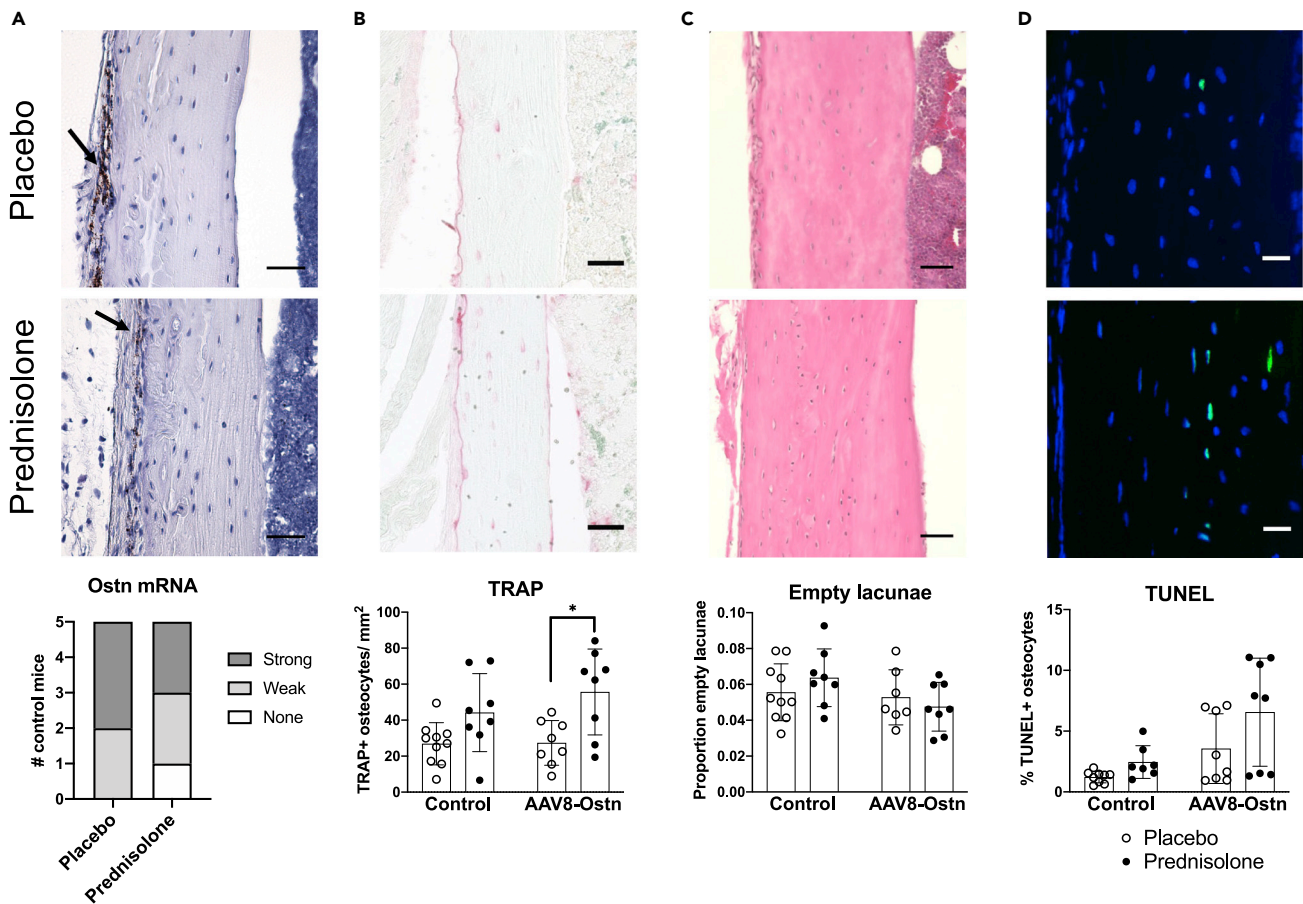 A
B
C
D
Placebo
Prednisolone
Ostn mRNA
# control mice
5
4
3
2
1
0
Placebo
Prednisolone
Strong
Weak
None
TRAP
TRAP+ osteocytes/ mm²
100
80
60
40
20
0
*
Control
AAV8-Ostn
Empty lacunae
Proportion empty lacunae
0.10
0.08
0.06
0.04
0.02
0.00
Control
AAV8-Ostn
TUNEL
% TUNEL+ osteocytes
15
10
5
0
Control
AAV8-Ostn
Placebo
Prednisolone